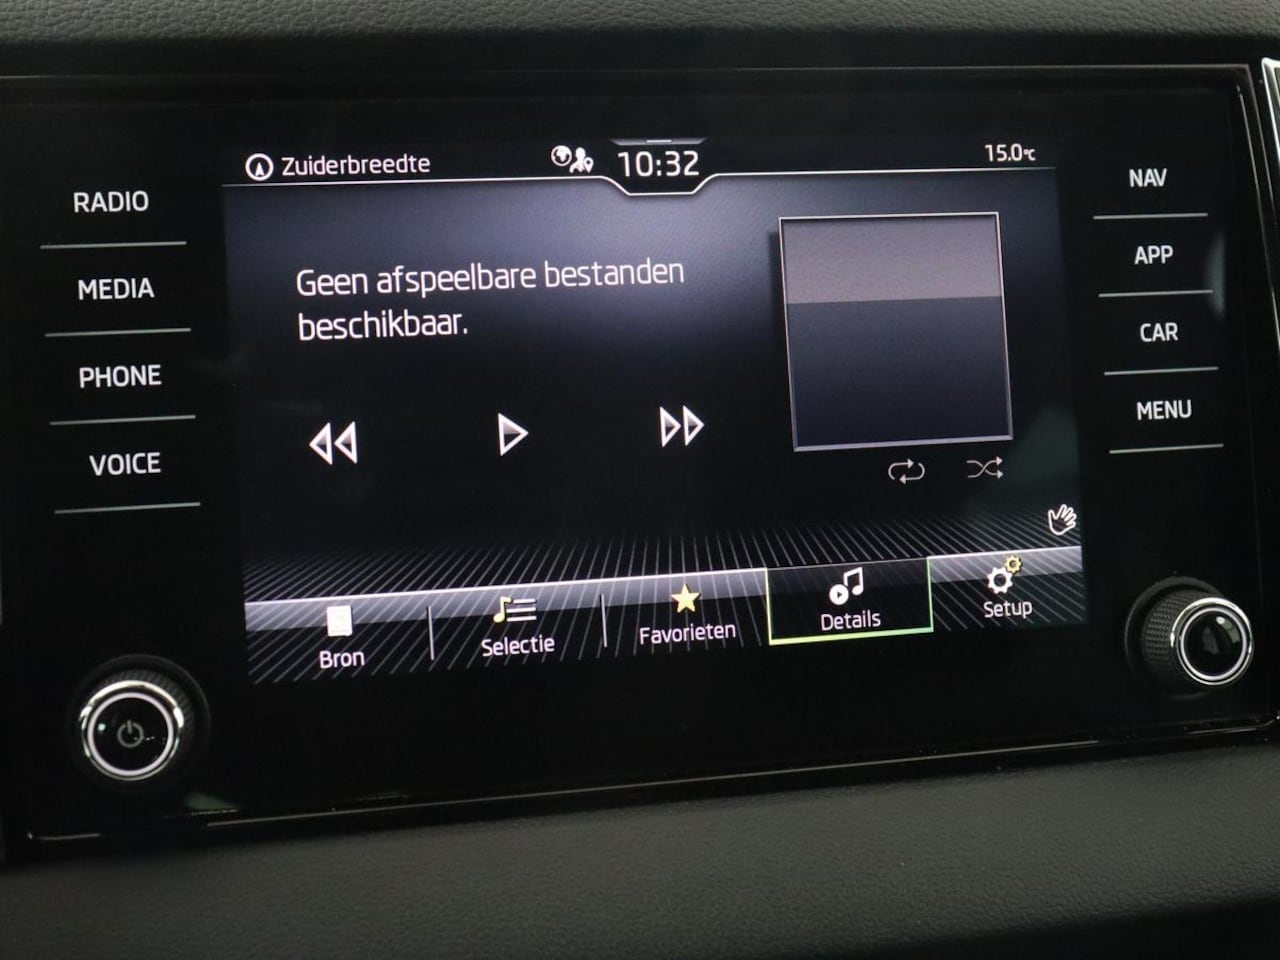 Zuiderbreedte 10:32 15.0°C
RADIO
MEDIA
PHONE
VOICE
Geen afspeelbare bestanden
beschikbaar.
NAV
APP
CAR
MENU
Bron Selectie Favorieten Details Setup